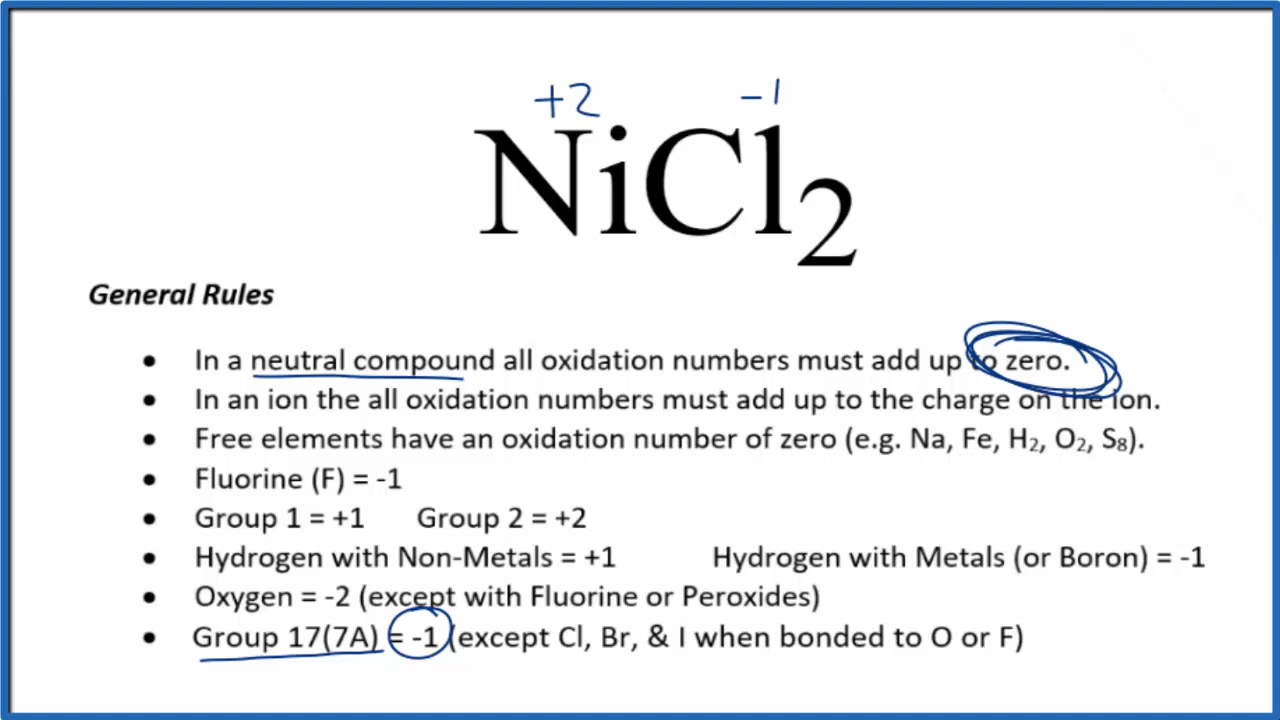 +2 -1
NiCl₂
General Rules
• In a neutral compound all oxidation numbers must add up to zero.
• In an ion the all oxidation numbers must add up to the charge on the ion.
• Free elements have an oxidation number of zero (e.g. Na, Fe, H₂, O₂, S₈).
• Fluorine (F) = -1
• Group 1 = +1 Group 2 = +2
• Hydrogen with Non-Metals = +1 Hydrogen with Metals (or Boron) = -1
• Oxygen = -2 (except with Fluorine or Peroxides)
• Group 17(7A) = -1 (except Cl, Br, & I when bonded to O or F)